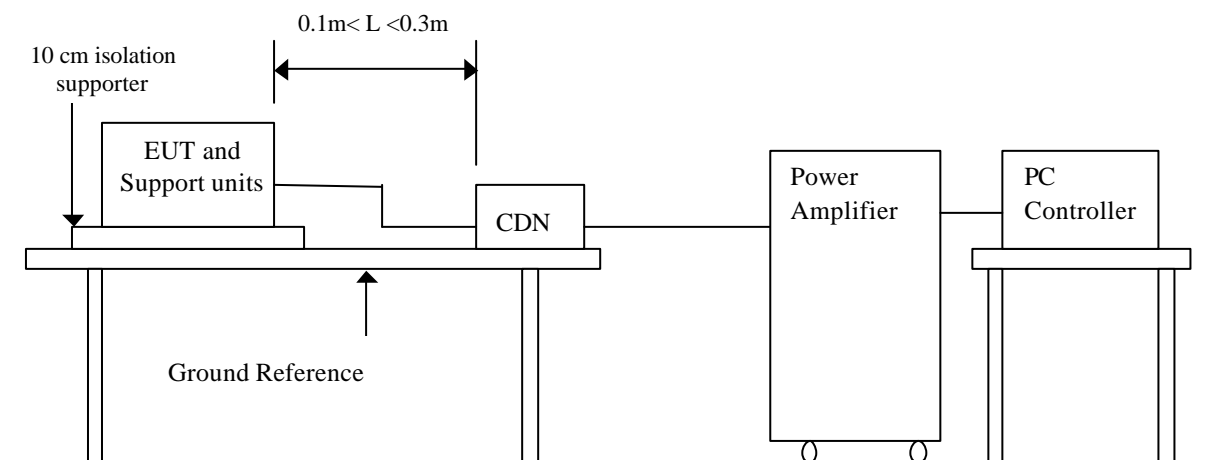 0.1m< L <0.3m
10 cm isolation
supporter
EUT and
Support units
CDN
Power
Amplifier
PC
Controller
Ground Reference